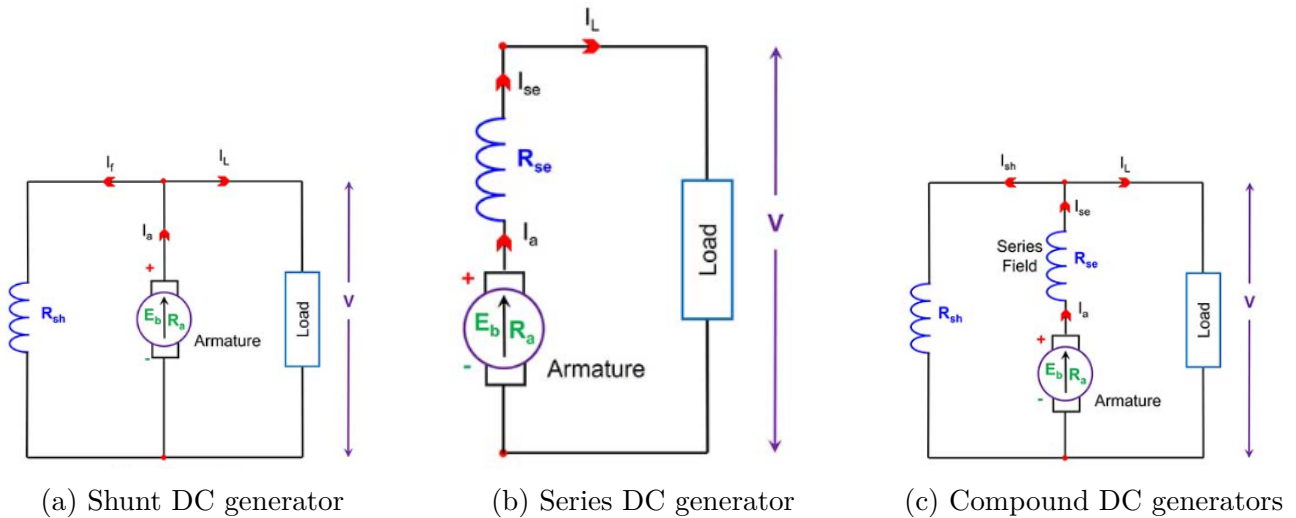 I_f
I_L
I_a
+
R_sh
E_b R_a
-
Armature
Load
V
(a) Shunt DC generator
I_L
I_se
R_se
I_a
+
E_b R_a
-
Armature
Load
V
(b) Series DC generator
I_sh
I_L
I_se
Series
Field
R_se
R_sh
I_a
+
E_b R_a
-
Armature
Load
V
(c) Compound DC generators